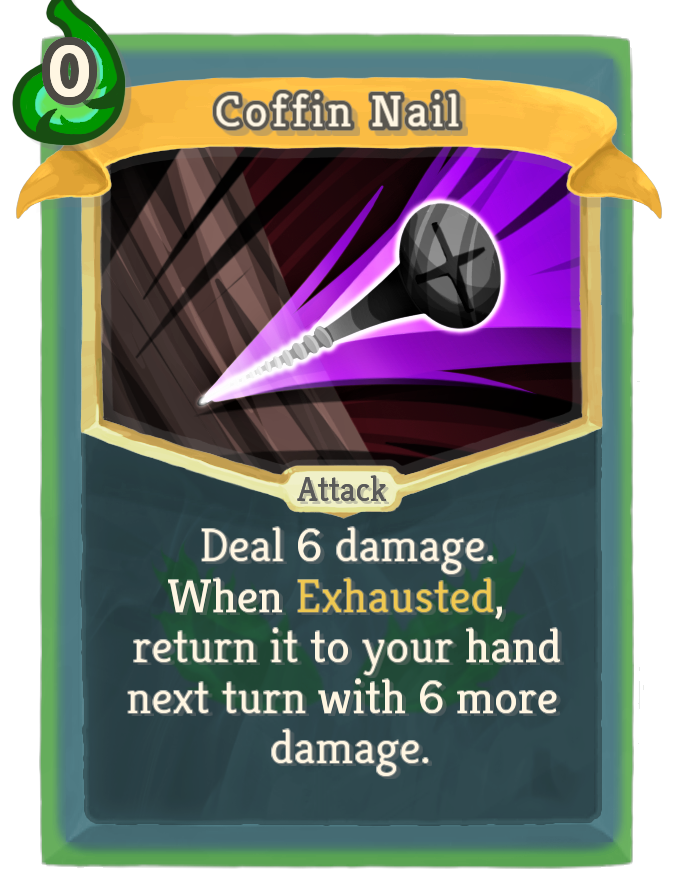 0
Coffin Nail
Attack
Deal 6 damage.
When Exhausted,
return it to your hand
next turn with 6 more
damage.